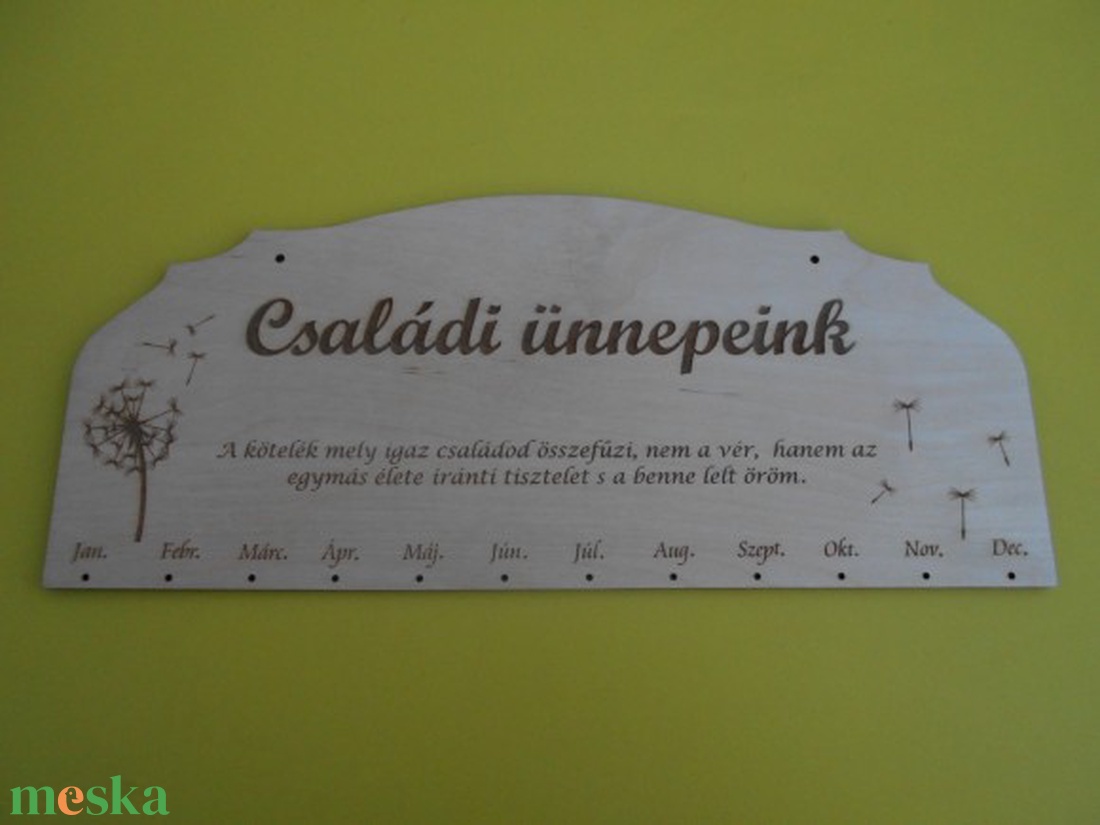 Családi ünnepeink
A kötelék mely igaz családod összefűzi, nem a vér, hanem az
egymás élete iránti tisztelet s a benne lelt öröm.
Jan. Febr. Márc. Ápr. Máj. Jún. Júl. Aug. Szept. Okt. Nov. Dec.
meska